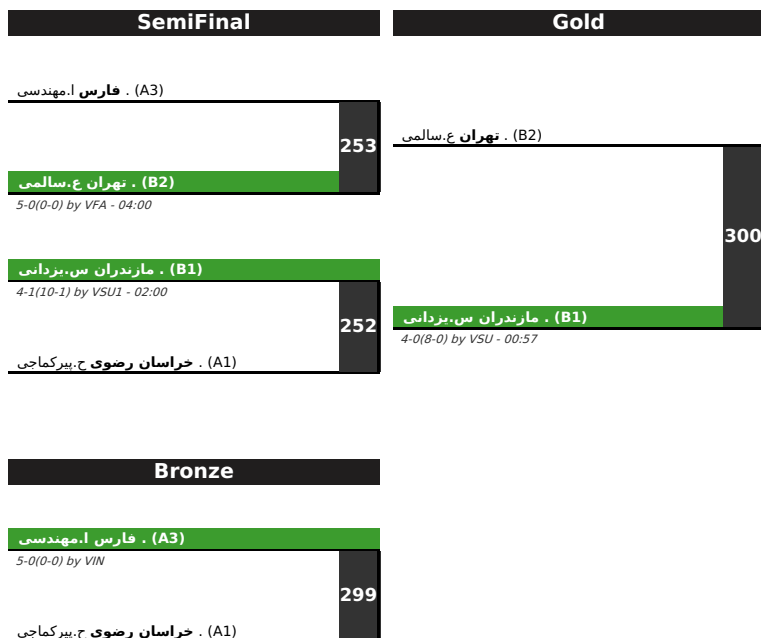 SemiFinal
فارس ا.مهندسی . (A3)
253
تهران ع.سالمی . (B2)
5-0(0-0) by VFA - 04:00
مازندران س.یزدانی . (B1)
4-1(10-1) by VSU1 - 02:00
252
خراسان رضوی ح.پیرکماجی . (A1)
Gold
تهران ع.سالمی . (B2)
300
مازندران س.یزدانی . (B1)
4-0(8-0) by VSU - 00:57
Bronze
فارس ا.مهندسی . (A3)
5-0(0-0) by VIN
299
خراسان رضوی ح.پیرکماجی . (A1)